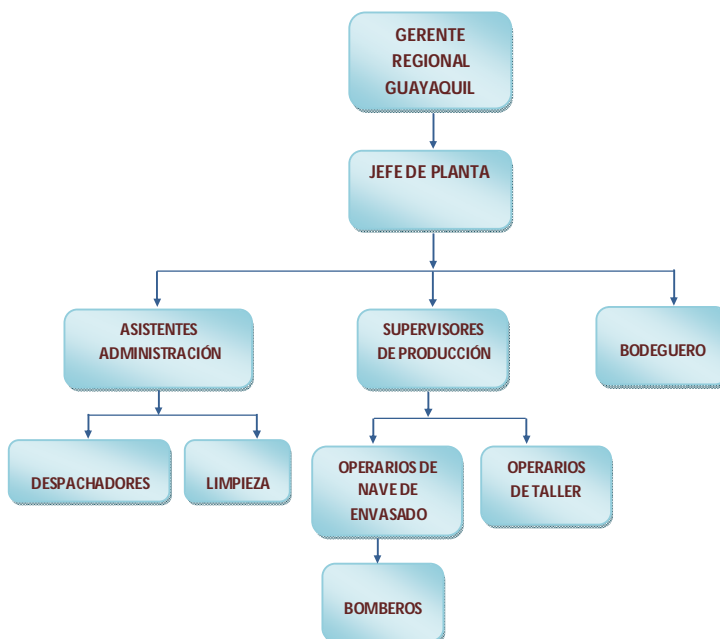 GERENTE
REGIONAL
GUAYAQUIL
JEFE DE PLANTA
ASISTENTES
ADMINISTRACIÓN
SUPERVISORES
DE PRODUCCIÓN
BODEGUERO
DESPACHADORES
LIMPIEZA
OPERARIOS DE
NAVE DE
ENVASADO
OPERARIOS
DE TALLER
BOMBEROS